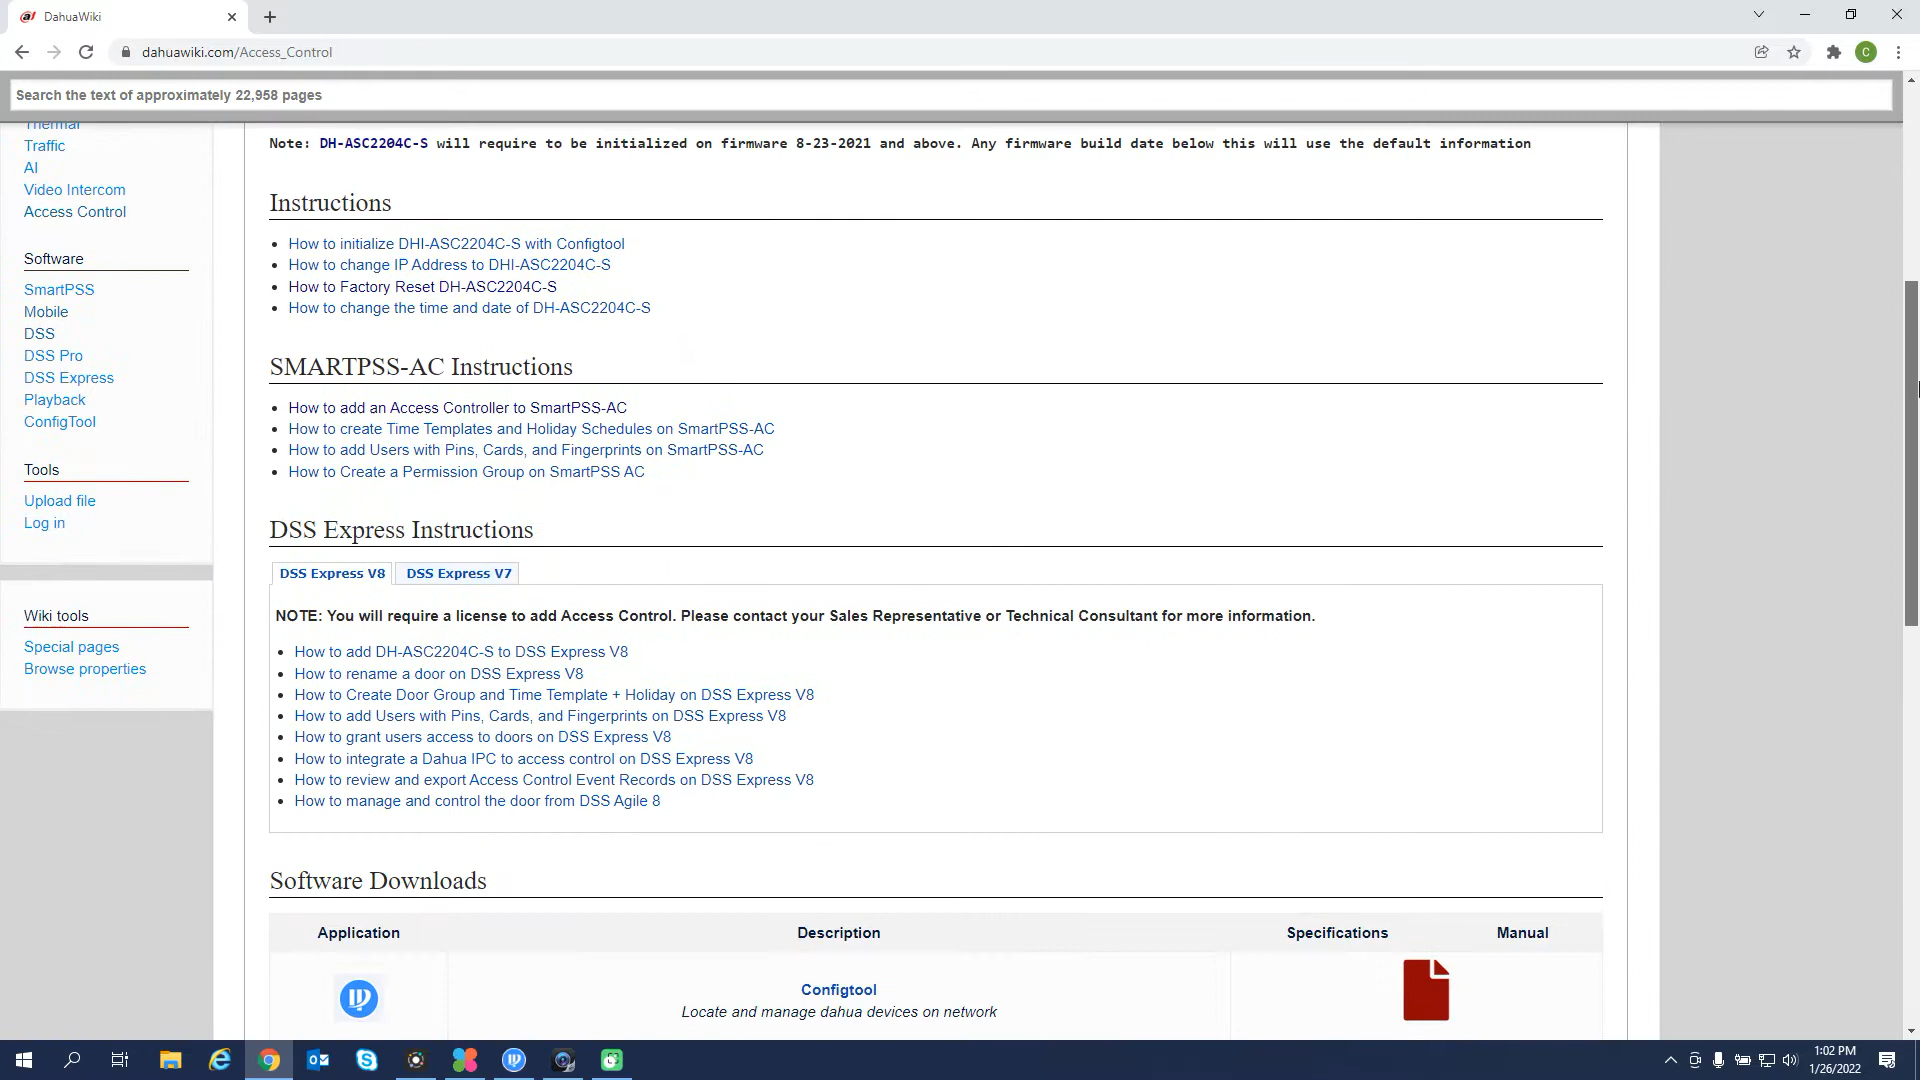 DahuaWiki
dahuawiki.com/Access_Control
C
Search the text of approximately 22,958 pages
Thermal
Traffic
AI
Video Intercom
Access Control
Software
SmartPSS
Mobile
DSS
DSS Pro
DSS Express
Playback
ConfigTool
Tools
Upload file
Log in
Wiki tools
Special pages
Browse properties
Note: DH-ASC2204C-S will require to be initialized on firmware 8-23-2021 and above. Any firmware build date below this will use the default information
Instructions
How to initialize DHI-ASC2204C-S with Configtool
How to change IP Address to DHI-ASC2204C-S
How to Factory Reset DH-ASC2204C-S
How to change the time and date of DH-ASC2204C-S
SMARTPSS-AC Instructions
How to add an Access Controller to SmartPSS-AC
How to create Time Templates and Holiday Schedules on SmartPSS-AC
How to add Users with Pins, Cards, and Fingerprints on SmartPSS-AC
How to Create a Permission Group on SmartPSS AC
DSS Express Instructions
DSS Express V8 DSS Express V7
NOTE: You will require a license to add Access Control. Please contact your Sales Representative or Technical Consultant for more information.
How to add DH-ASC2204C-S to DSS Express V8
How to rename a door on DSS Express V8
How to Create Door Group and Time Template + Holiday on DSS Express V8
How to add Users with Pins, Cards, and Fingerprints on DSS Express V8
How to grant users access to doors on DSS Express V8
How to integrate a Dahua IPC to access control on DSS Express V8
How to review and export Access Control Event Records on DSS Express V8
How to manage and control the door from DSS Agile 8
Software Downloads
Application Description Specifications Manual
Configtool
Locate and manage dahua devices on network
1:02 PM
1/26/2022